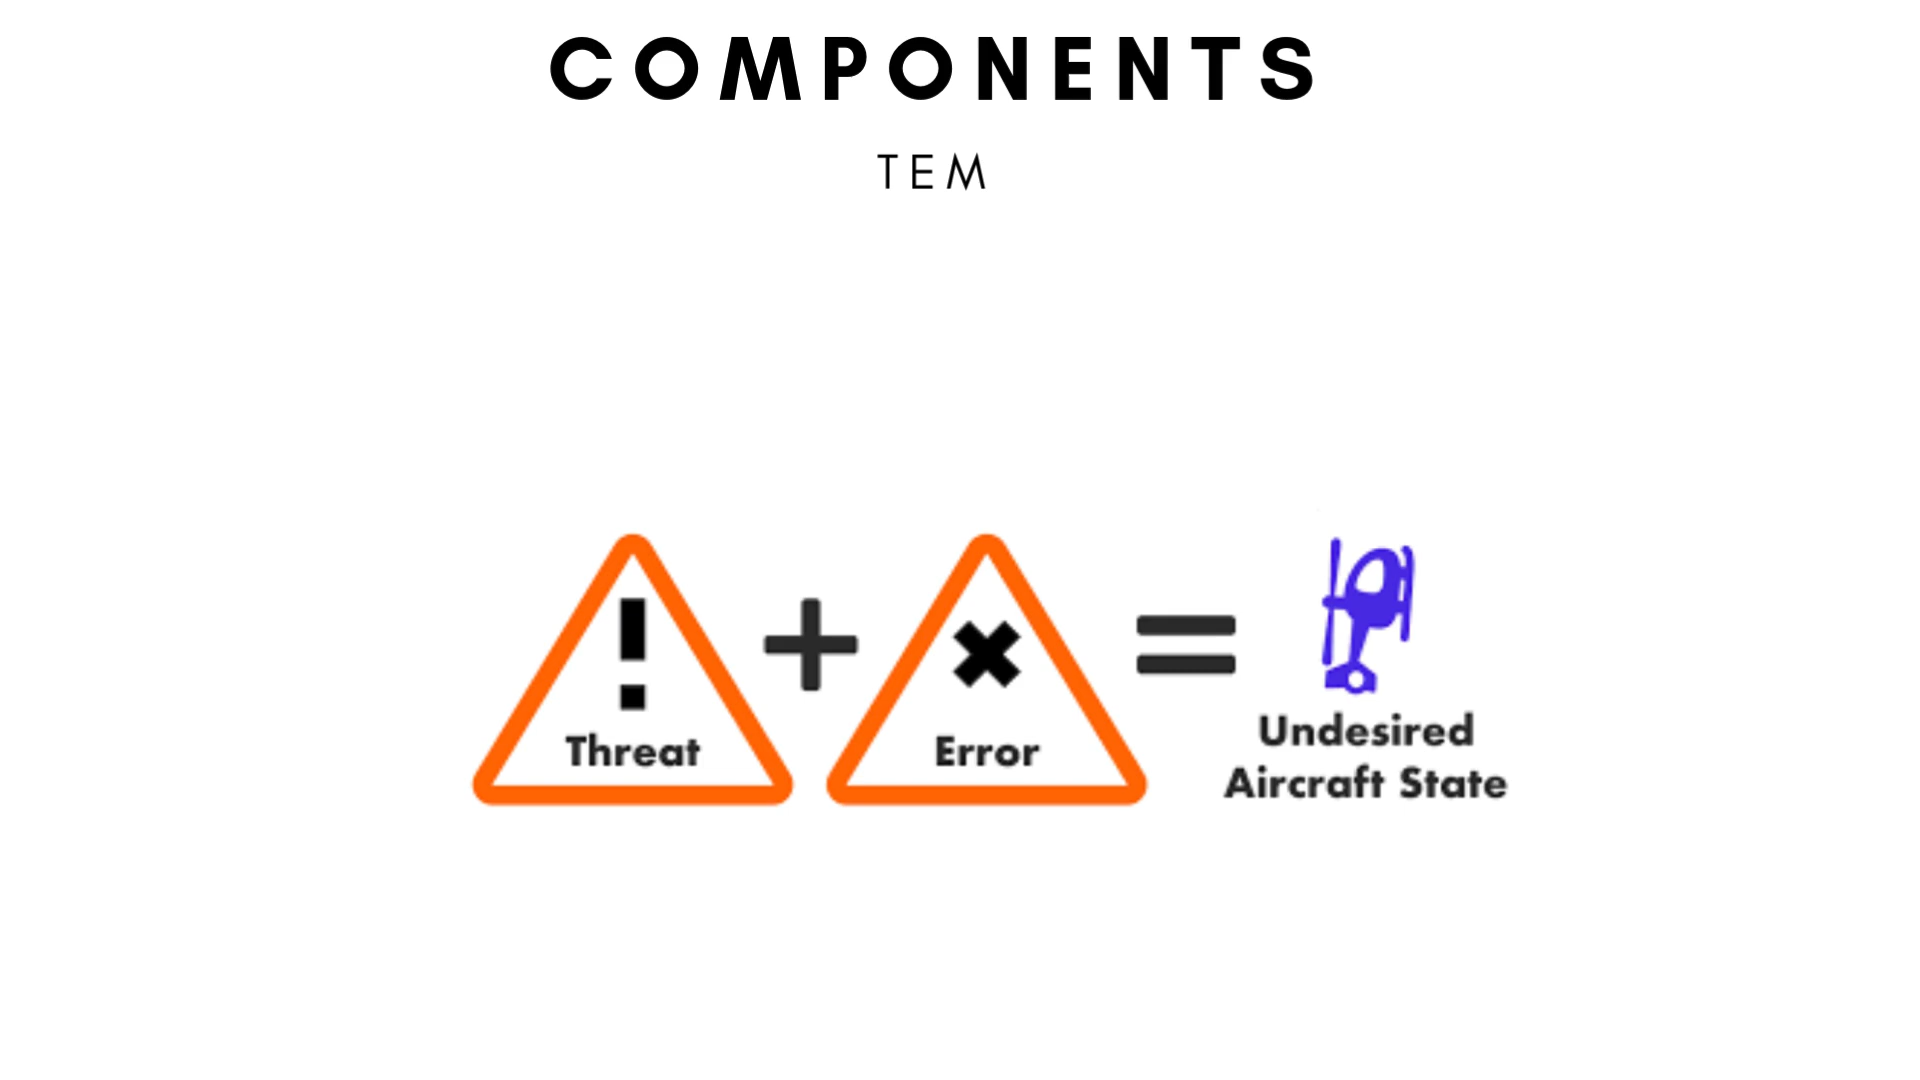 COMPONENTS
TEM
Threat
Error
Undesired
Aircraft State